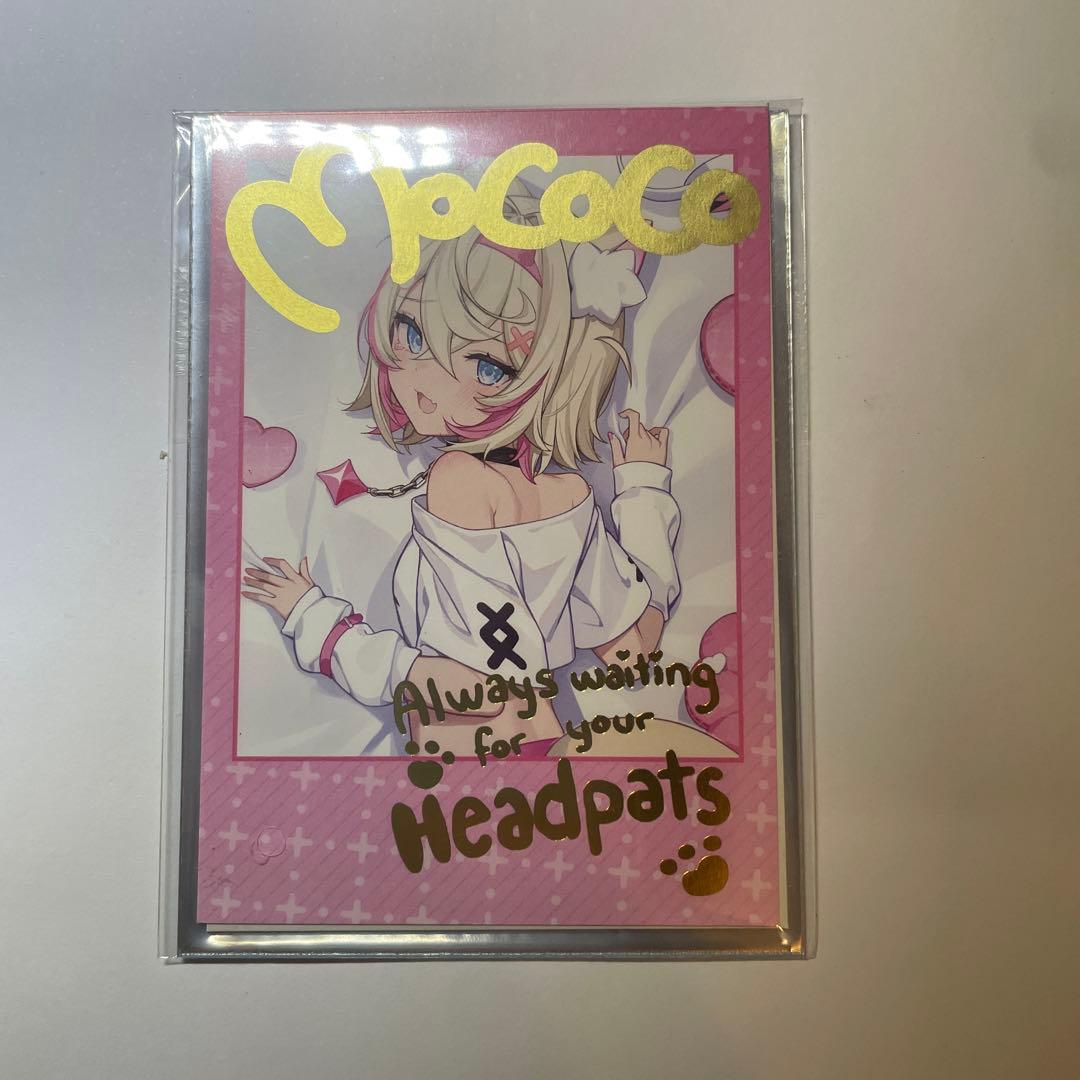 Mococo
Always waiting
for your
Headpats